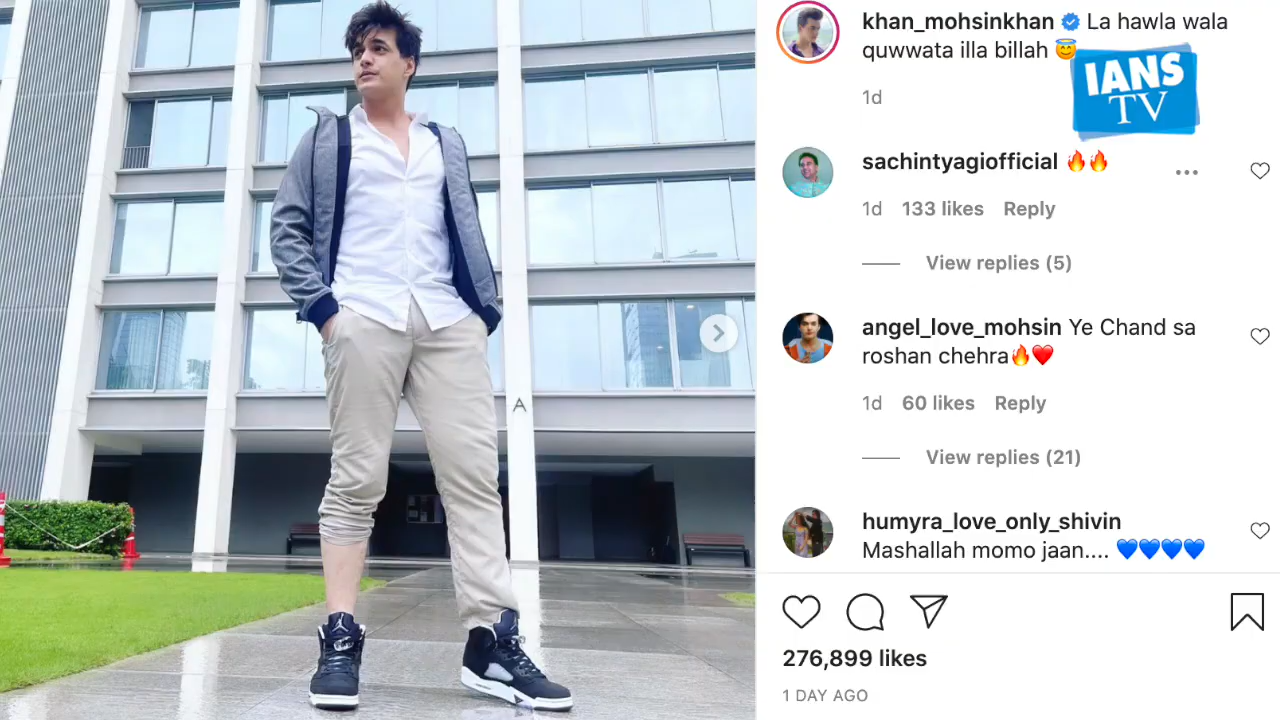 khan_mohsinkhan La hawla wala
quwwata illa billah 😇
1d
IANS
TV
sachintyagiofficial 🔥🔥
1d 133 likes Reply
View replies (5)
angel_love_mohsin Ye Chand sa
roshan chehra🔥❤️
1d 60 likes Reply
View replies (21)
humyra_love_only_shivin
Mashallah momo jaan.... 💙💙💙💙
276,899 likes
1 DAY AGO
A